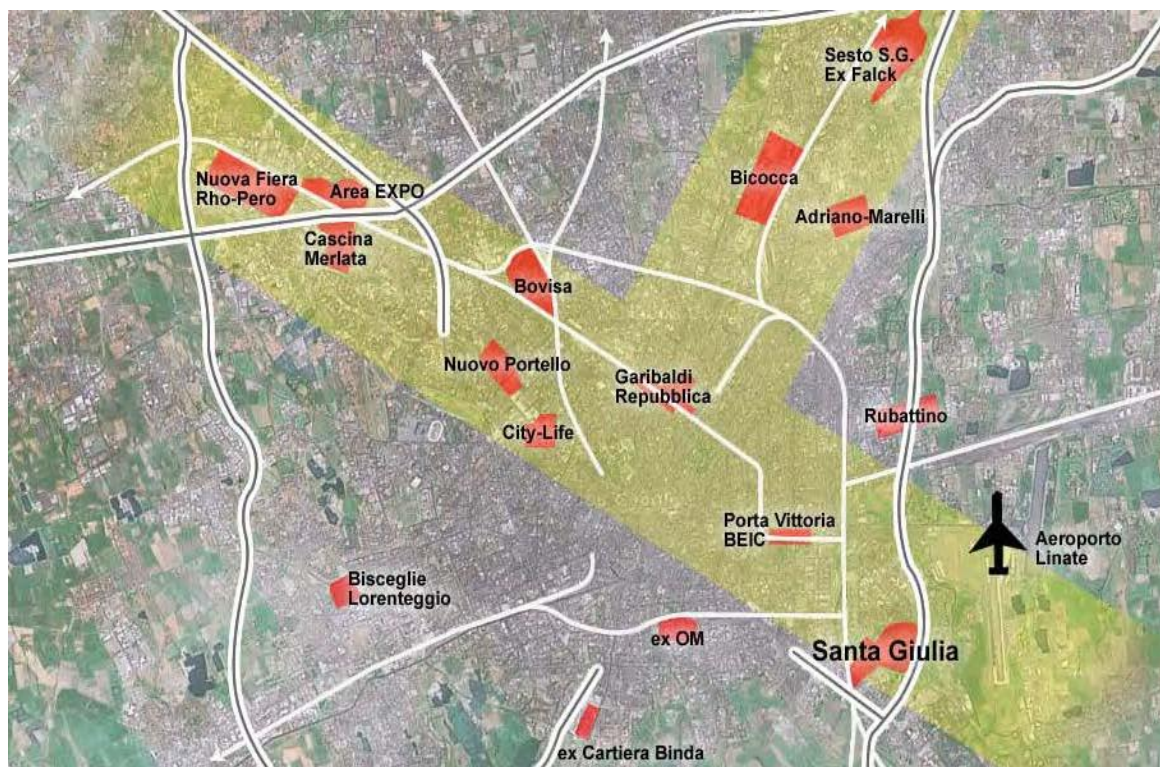 Sesto S.G.
Ex Falck
Nuova Fiera
Rho-Pero
Area EXPO
Bicocca
Adriano-Marelli
Cascina
Merlata
Bovisa
Nuovo Portello
Garibaldi
Repubblica
City-Life
Rubattino
Porta Vittoria
BEIC
Aeroporto
Linate
Bisceglie
Lorenteggio
ex OM
Santa Giulia
ex Cartiera Binda